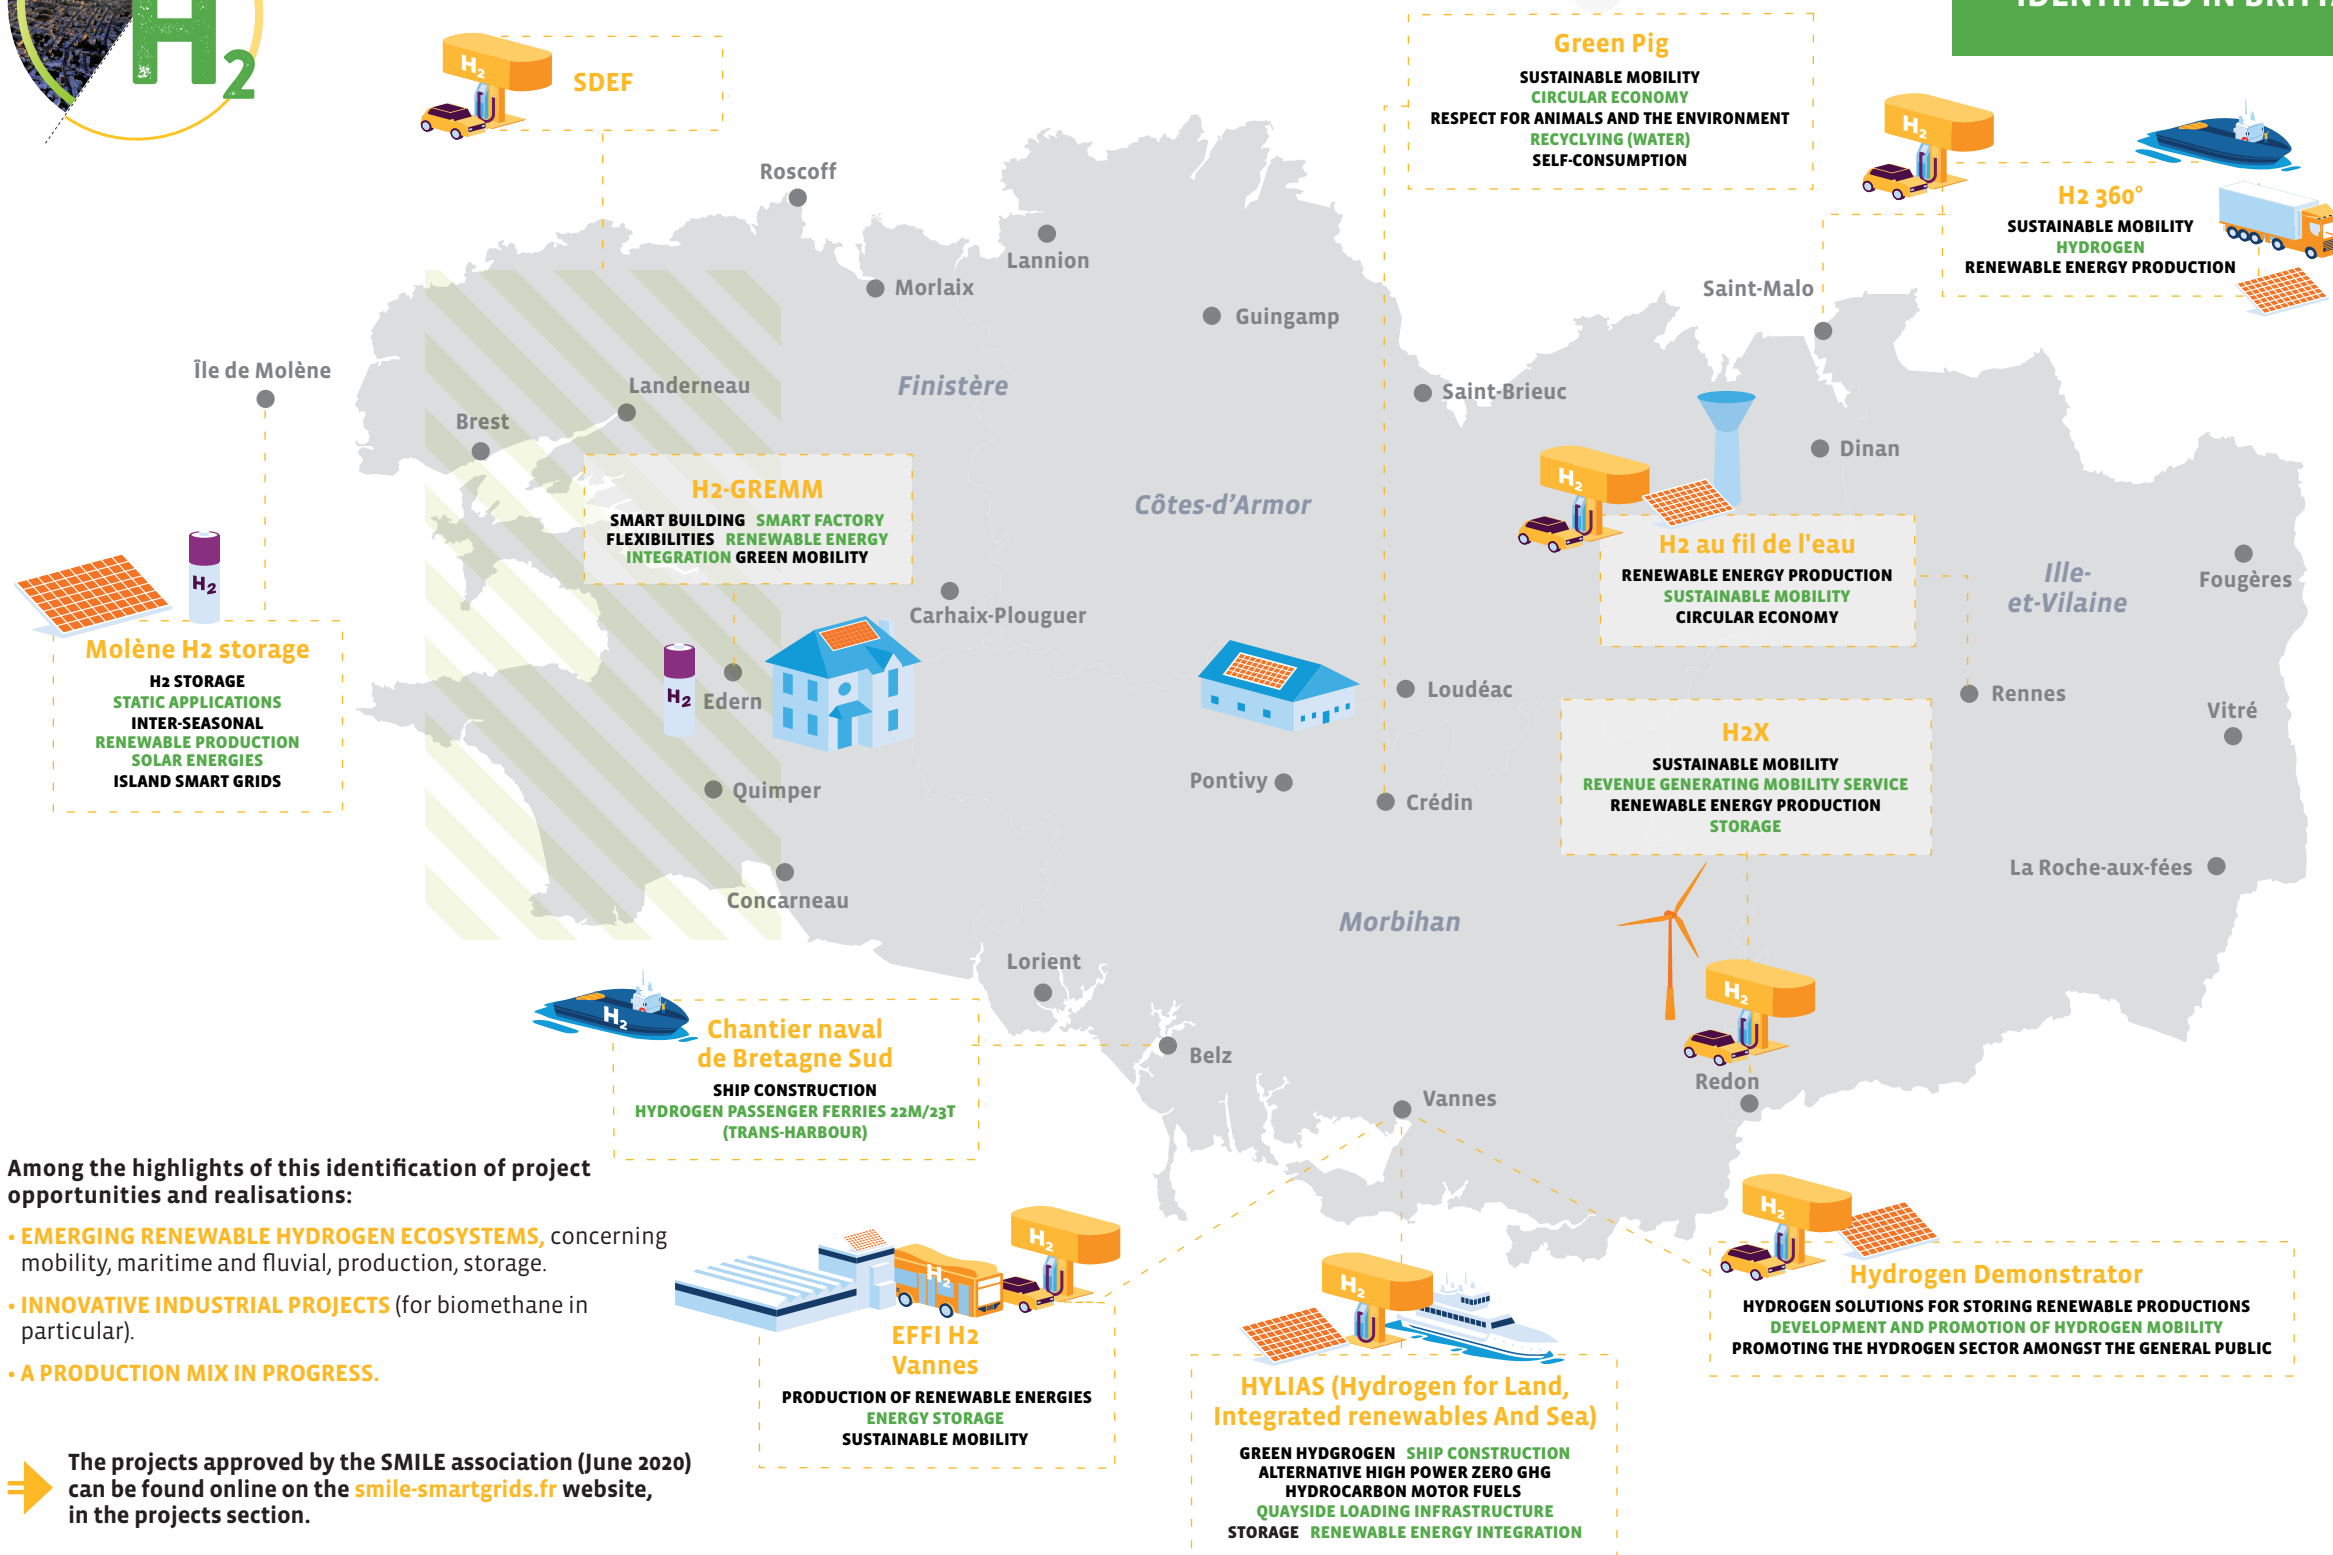 H2
SDEF
H2
Green Pig
SUSTAINABLE MOBILITY
CIRCULAR ECONOMY
RESPECT FOR ANIMALS AND THE ENVIRONMENT
RECYCLYING (WATER)
SELF-CONSUMPTION
H2
H2 360°
SUSTAINABLE MOBILITY
HYDROGEN
RENEWABLE ENERGY PRODUCTION
Roscoff
Lannion
Morlaix
Guingamp
Saint-Malo
Île de Molène
Landerneau
Finistère
Brest
Saint-Brieuc
Dinan
H2-GREMM
SMART BUILDING SMART FACTORY
FLEXIBILITIES RENEWABLE ENERGY
INTEGRATION GREEN MOBILITY
Côtes-d'Armor
H2
H2 au fil de l'eau
RENEWABLE ENERGY PRODUCTION
SUSTAINABLE MOBILITY
CIRCULAR ECONOMY
Ille-
et-Vilaine
Fougères
H2
Molène H2 storage
H2 STORAGE
STATIC APPLICATIONS
INTER-SEASONAL
RENEWABLE PRODUCTION
SOLAR ENERGIES
ISLAND SMART GRIDS
Carhaix-Plouguer
H2
Edern
Loudéac
Rennes
Vitré
H2X
SUSTAINABLE MOBILITY
REVENUE GENERATING MOBILITY SERVICE
RENEWABLE ENERGY PRODUCTION
STORAGE
Quimper
Pontivy
Crédin
Concarneau
La Roche-aux-fées
Morbihan
Lorient
H2
H2
Chantier naval
de Bretagne Sud
SHIP CONSTRUCTION
HYDROGEN PASSENGER FERRIES 22M/23T
(TRANS-HARBOUR)
Belz
Vannes
Redon
Among the highlights of this identification of project
opportunities and realisations:
• EMERGING RENEWABLE HYDROGEN ECOSYSTEMS, concerning
mobility, maritime and fluvial, production, storage.
• INNOVATIVE INDUSTRIAL PROJECTS (for biomethane in
particular).
• A PRODUCTION MIX IN PROGRESS.
The projects approved by the SMILE association (June 2020)
can be found online on the smile-smartgrids.fr website,
in the projects section.
H2
H2
EFFI H2
Vannes
PRODUCTION OF RENEWABLE ENERGIES
ENERGY STORAGE
SUSTAINABLE MOBILITY
H2
HYLIAS (Hydrogen for Land,
Integrated renewables And Sea)
GREEN HYDGROGEN SHIP CONSTRUCTION
ALTERNATIVE HIGH POWER ZERO GHG
HYDROCARBON MOTOR FUELS
QUAYSIDE LOADING INFRASTRUCTURE
STORAGE RENEWABLE ENERGY INTEGRATION
H2
Hydrogen Demonstrator
HYDROGEN SOLUTIONS FOR STORING RENEWABLE PRODUCTIONS
DEVELOPMENT AND PROMOTION OF HYDROGEN MOBILITY
PROMOTING THE HYDROGEN SECTOR AMONGST THE GENERAL PUBLIC